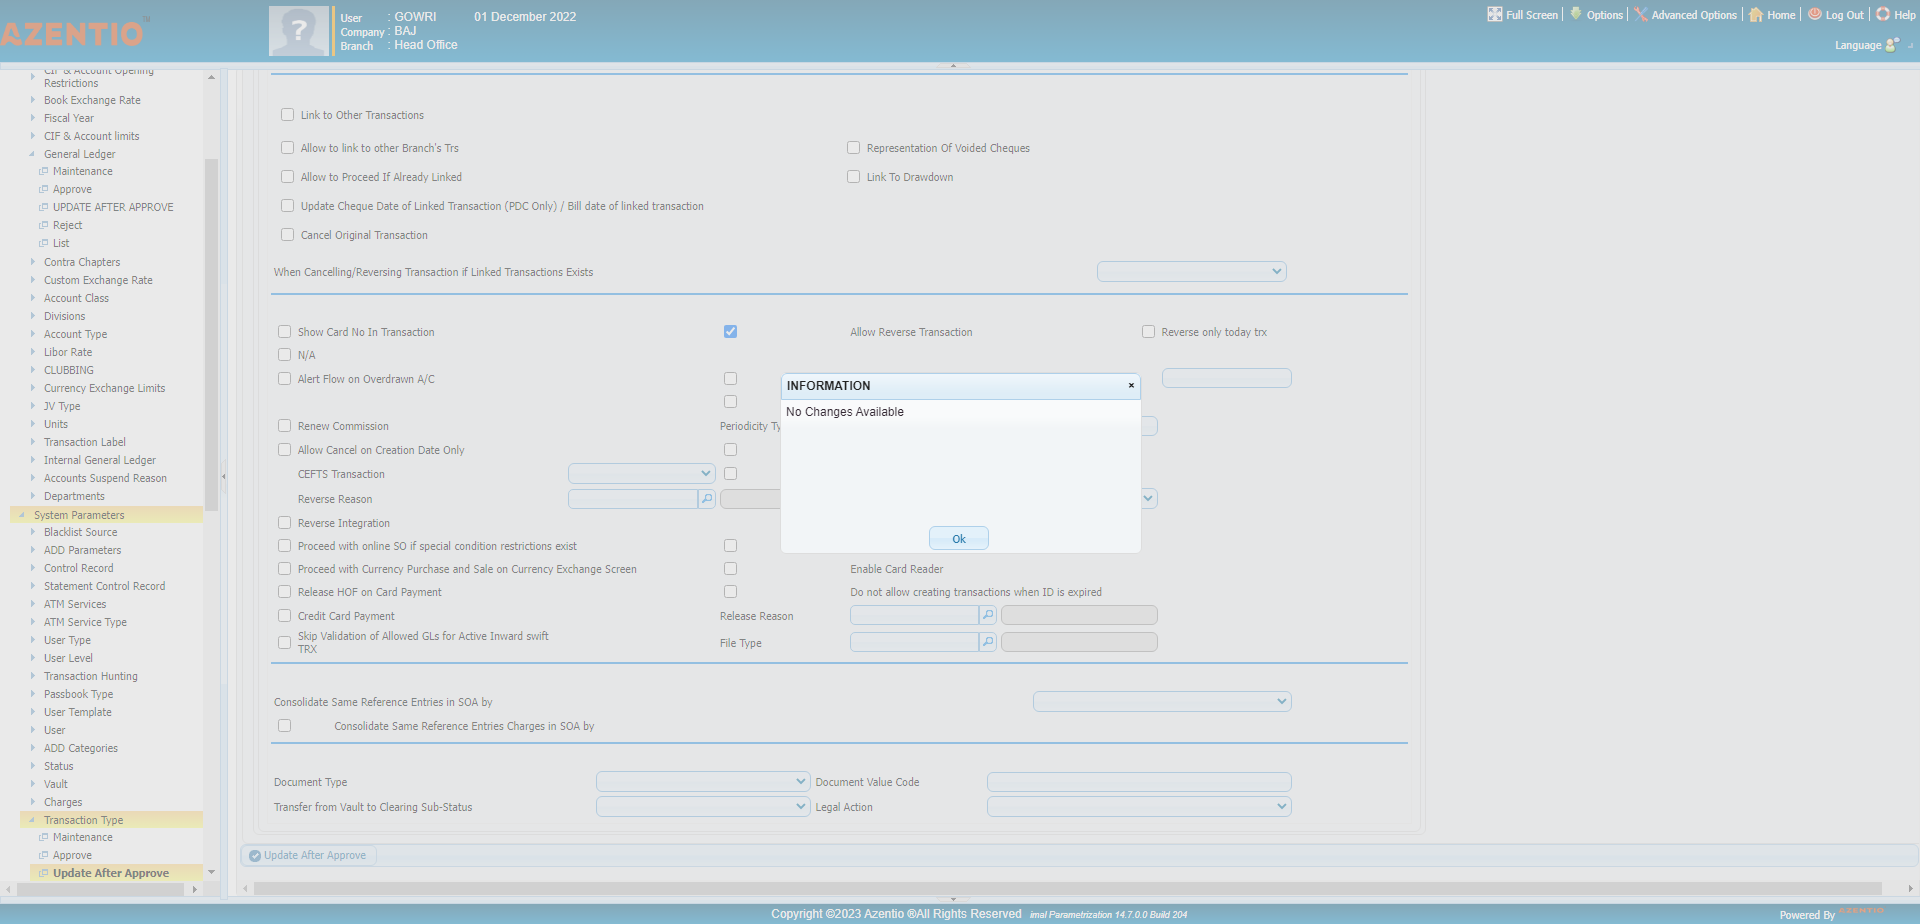 AZENTIO
User : GOWRI 01 December 2022
Company : BAJ
Branch : Head Office
Full Screen Options Advanced Options Home Log Out Help
Language
CIF & Account Opening
Restrictions
Book Exchange Rate
Fiscal Year
CIF & Account limits
General Ledger
Maintenance
Approve
UPDATE AFTER APPROVE
Reject
List
Contra Chapters
Custom Exchange Rate
Account Class
Divisions
Account Type
Libor Rate
CLUBBING
Currency Exchange Limits
JV Type
Units
Transaction Label
Internal General Ledger
Accounts Suspend Reason
Departments
System Parameters
Blacklist Source
ADD Parameters
Control Record
Statement Control Record
ATM Services
ATM Service Type
User Type
User Level
Transaction Hunting
Passbook Type
User Template
User
ADD Categories
Status
Vault
Charges
Transaction Type
Maintenance
Approve
Update After Approve
Link to Other Transactions
Allow to link to other Branch's Trs Representation Of Voided Cheques
Allow to Proceed If Already Linked Link To Drawdown
Update Cheque Date of Linked Transaction (PDC Only) / Bill date of linked transaction
Cancel Original Transaction
When Cancelling/Reversing Transaction if Linked Transactions Exists
Show Card No In Transaction Allow Reverse Transaction Reverse only today trx
N/A
Alert Flow on Overdrawn A/C
Renew Commission Periodicity Ty
Allow Cancel on Creation Date Only
CEFTS Transaction
Reverse Reason
Reverse Integration
Proceed with online SO if special condition restrictions exist
Proceed with Currency Purchase and Sale on Currency Exchange Screen Enable Card Reader
Release HOF on Card Payment Do not allow creating transactions when ID is expired
Credit Card Payment Release Reason
Skip Validation of Allowed GLs for Active Inward swift
TRX File Type
INFORMATION
No Changes Available
Ok
Consolidate Same Reference Entries in SOA by
Consolidate Same Reference Entries Charges in SOA by
Document Type Document Value Code
Transfer from Vault to Clearing Sub-Status Legal Action
Update After Approve
Copyright ©2023 Azentio ®All Rights Reserved imal Parametrization 14.7.0.0 Build 204
Powered By AZENTIO